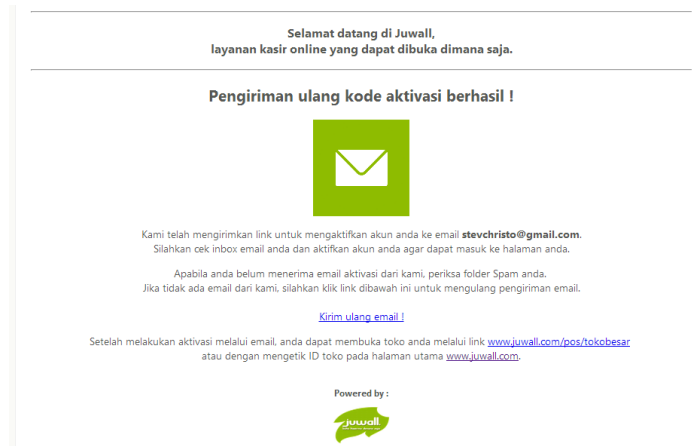 Selamat datang di Juwall,
layanan kasir online yang dapat dibuka dimana saja.
Pengiriman ulang kode aktivasi berhasil !
Kami telah mengirimkan link untuk mengaktifkan akun anda ke email stevchristo@gmail.com.
Silahkan cek inbox email anda dan aktifkan akun anda agar dapat masuk ke halaman anda.
Apabila anda belum menerima email aktivasi dari kami, periksa folder Spam anda.
Jika tidak ada email dari kami, silahkan klik link dibawah ini untuk mengulang pengiriman email.
Kirim ulang email !
Setelah melakukan aktivasi melalui email, anda dapat membuka toko anda melalui link www.juwall.com/pos/tokobesar
atau dengan mengetik ID toko pada halaman utama www.juwall.com.
Powered by :
juwall